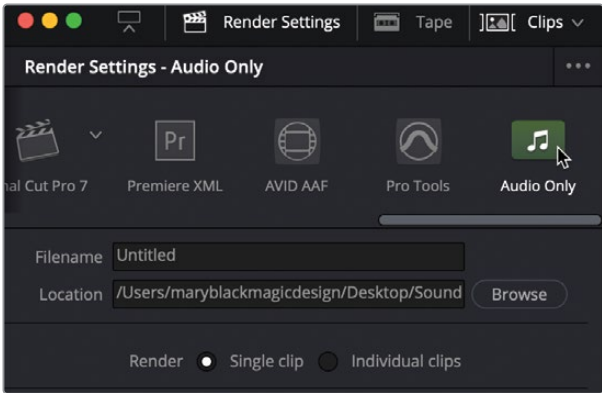 Render Settings Tape Clips
Render Settings - Audio Only
nal Cut Pro 7 Premiere XML AVID AAF Pro Tools Audio Only
Pr
Filename Untitled
Location /Users/maryblackmagicdesign/Desktop/Sound Browse
Render Single clip Individual clips